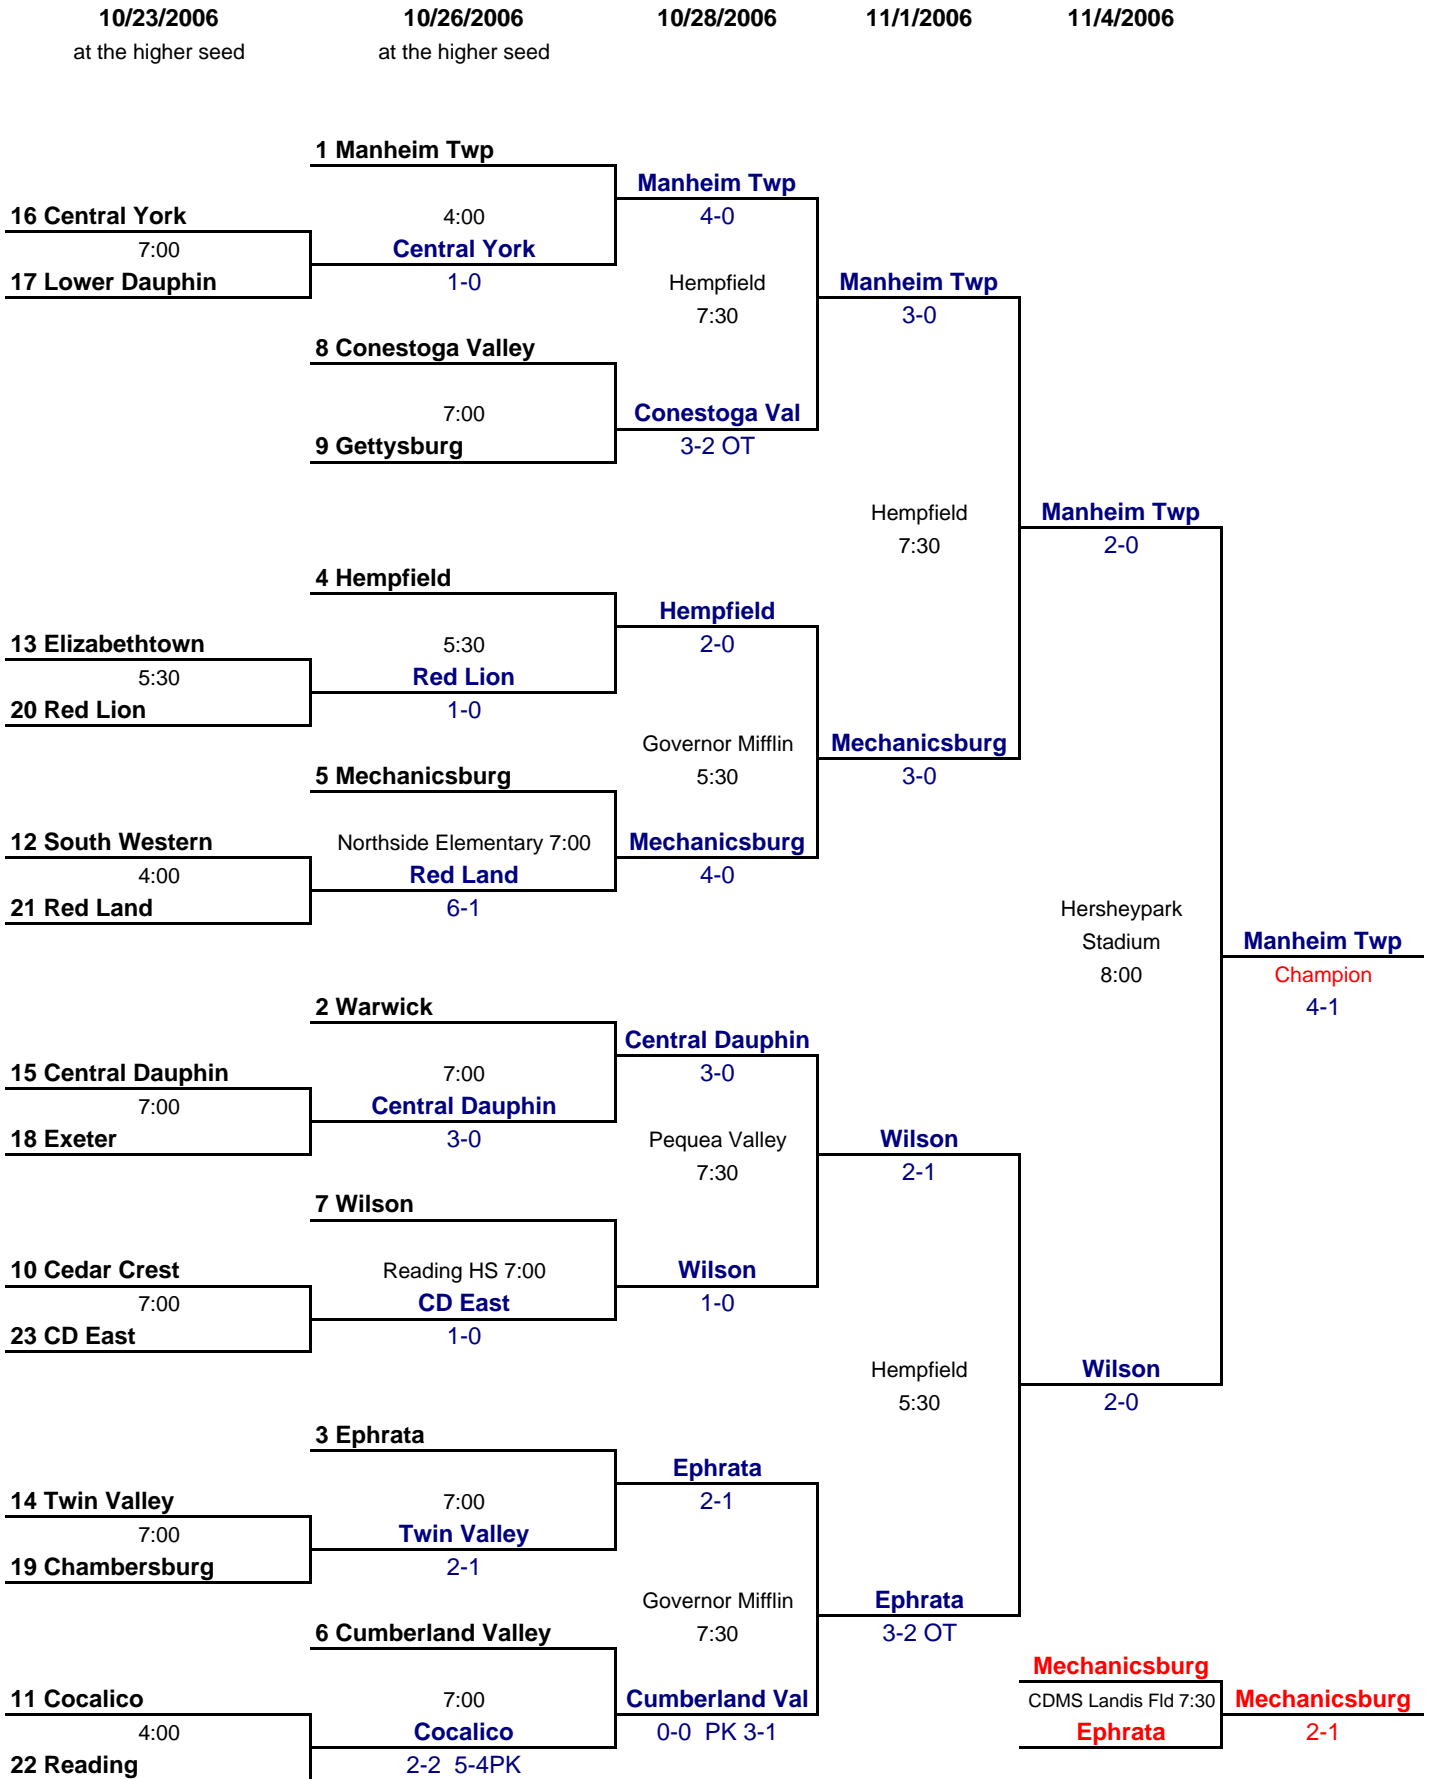 10/23/2006 10/26/2006 10/28/2006 11/1/2006 11/4/2006
at the higher seed at the higher seed
1 Manheim Twp
Manheim Twp
16 Central York 4:00 4-0
7:00 Central York
17 Lower Dauphin 1-0 Hempfield Manheim Twp
7:30 3-0
8 Conestoga Valley
7:00 Conestoga Val
9 Gettysburg 3-2 OT
Hempfield Manheim Twp
7:30 2-0
4 Hempfield
Hempfield
13 Elizabethtown 5:30 2-0
5:30 Red Lion
20 Red Lion 1-0
Governor Mifflin Mechanicsburg
5 Mechanicsburg 5:30 3-0
12 South Western Northside Elementary 7:00 Mechanicsburg
4:00 Red Land 4-0
21 Red Land 6-1 Hersheypark
Stadium Manheim Twp
8:00 Champion
2 Warwick 4-1
Central Dauphin
15 Central Dauphin 7:00 3-0
7:00 Central Dauphin
18 Exeter 3-0 Pequea Valley Wilson
7:30 2-1
7 Wilson
10 Cedar Crest Reading HS 7:00 Wilson
7:00 CD East 1-0
23 CD East 1-0
Hempfield Wilson
5:30 2-0
3 Ephrata
Ephrata
14 Twin Valley 7:00 2-1
7:00 Twin Valley
19 Chambersburg 2-1
Governor Mifflin Ephrata
6 Cumberland Valley 7:30 3-2 OT
Mechanicsburg
11 Cocalico 7:00 Cumberland Val CDMS Landis Fld 7:30 Mechanicsburg
4:00 Cocalico 0-0 PK 3-1 Ephrata 2-1
22 Reading 2-2 5-4PK